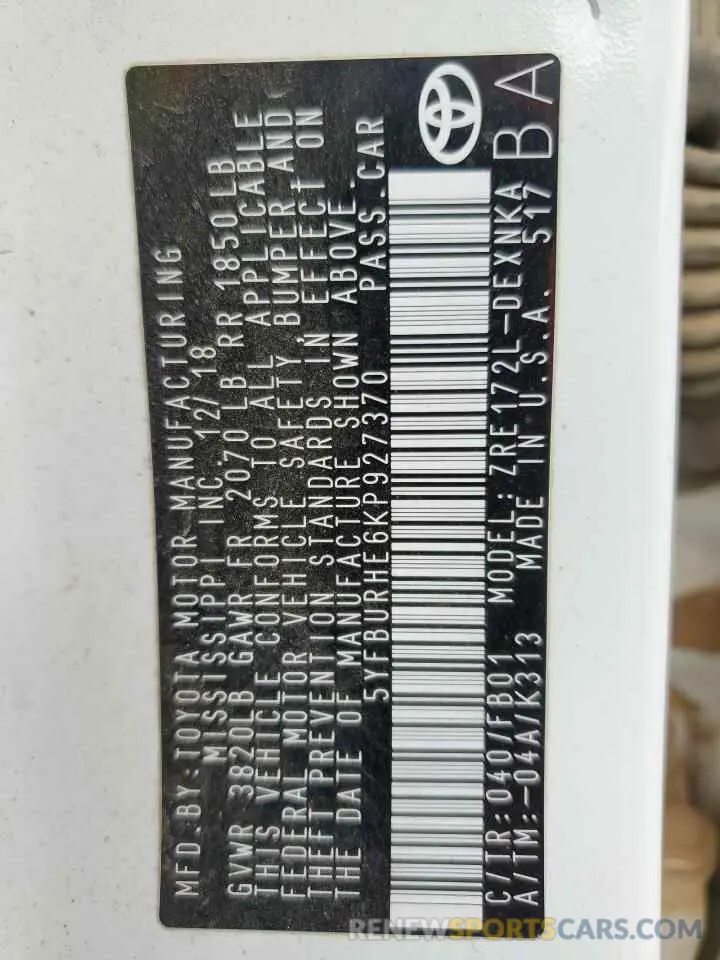 MFD.BY:TOYOTA MOTOR MANUFACTURING
MISSISSIPPI INC. 12/18
GVWR 3820LB GAWR FR 2070LB RR 1850LB
THIS VEHICLE CONFORMS TO ALL APPLICABLE
FEDERAL MOTOR VEHICLE SAFETY, BUMPER AND
THEFT PREVENTION STANDARDS IN EFFECT ON
THE DATE OF MANUFACTURE SHOWN ABOVE.
5YFBURHE6KP927370 PASS.CAR
C/TR:040/FB01 MODEL:ZRE172L-DEXNKA
A/TM:-04A/K313 MADE IN U.S.A. 517
BA
RENEWSPORTSCARS.COM